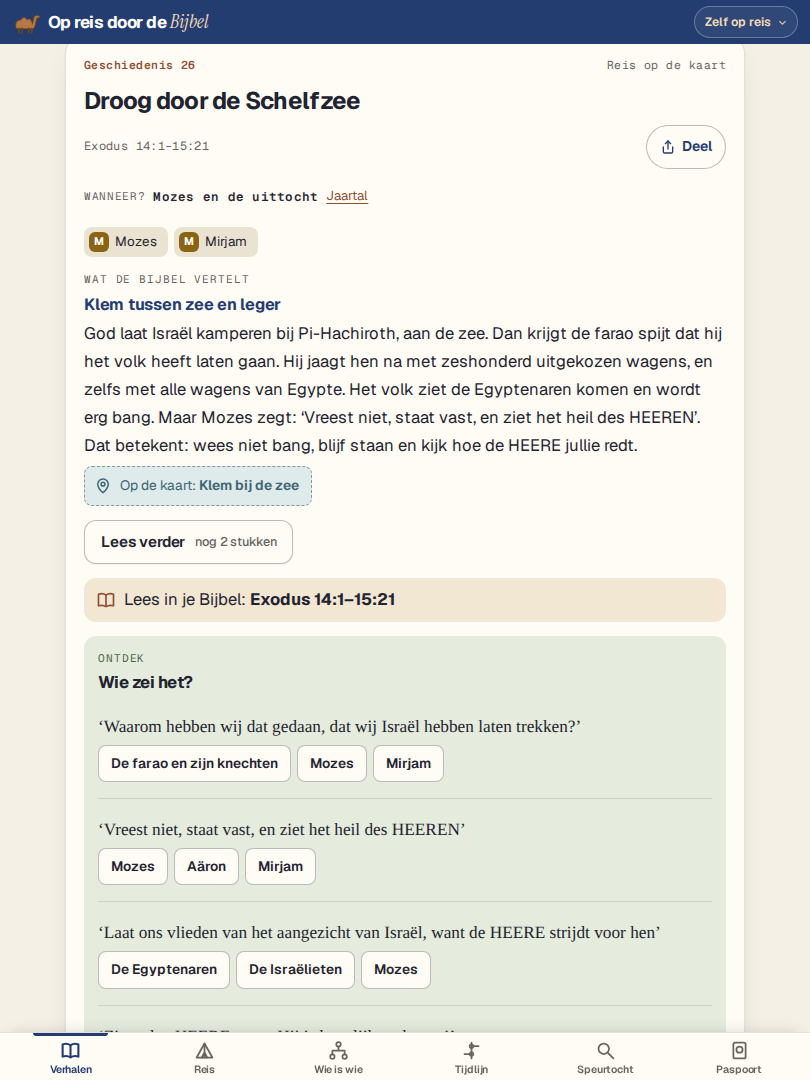 Op reis door de Bijbel
Zelf op reis
Geschiedenis 26
Reis op de kaart
Droog door de Schelfzee
Exodus 14:1–15:21
Deel
WANNEER? Mozes en de uittocht Jaartal
M Mozes
M Mirjam
WAT DE BIJBEL VERTELT
Klem tussen zee en leger
God laat Israël kamperen bij Pi-Hachiroth, aan de zee. Dan krijgt de farao spijt dat hij
het volk heeft laten gaan. Hij jaagt hen na met zeshonderd uitgekozen wagens, en
zelfs met alle wagens van Egypte. Het volk ziet de Egyptenaren komen en wordt
erg bang. Maar Mozes zegt: ‘Vreest niet, staat vast, en ziet het heil des HEEREN’.
Dat betekent: wees niet bang, blijf staan en kijk hoe de HEERE jullie redt.
Op de kaart: Klem bij de zee
Lees verder nog 2 stukken
Lees in je Bijbel: Exodus 14:1–15:21
ONTDEK
Wie zei het?
‘Waarom hebben wij dat gedaan, dat wij Israël hebben laten trekken?’
De farao en zijn knechten
Mozes
Mirjam
‘Vreest niet, staat vast, en ziet het heil des HEEREN’
Mozes
Aäron
Mirjam
‘Laat ons vlieden van het aangezicht van Israël, want de HEERE strijdt voor hen’
De Egyptenaren
De Israëlieten
Mozes
Verhalen
Reis
Wie is wie
Tijdlijn
Speurtocht
Paspoort